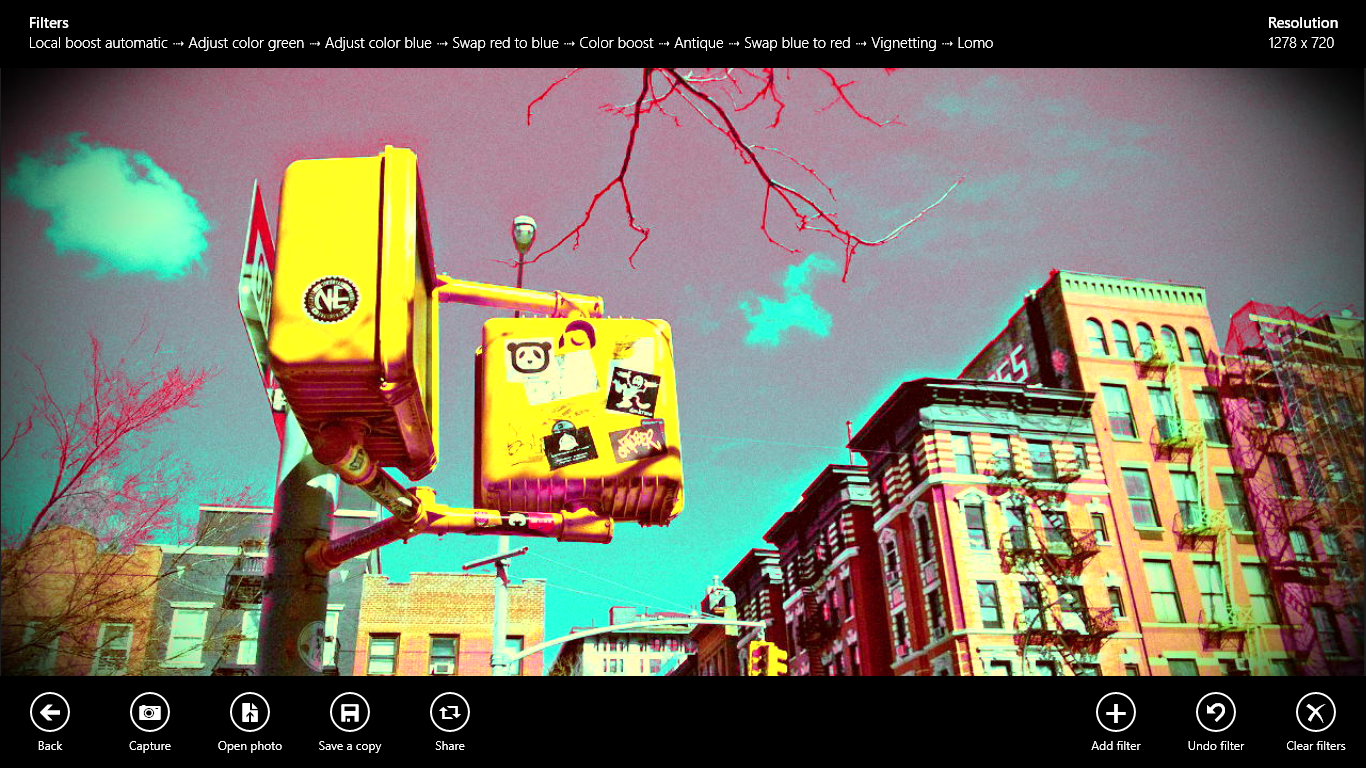 Filters
Resolution
Local boost automatic ⇢ Adjust color green ⇢ Adjust color blue ⇢ Swap red to blue ⇢ Color boost ⇢ Antique ⇢ Swap blue to red ⇢ Vignetting ⇢ Lomo
1278 x 720
NE
Back
Capture
Open photo
Save a copy
Share
Add filter
Undo filter
Clear filters